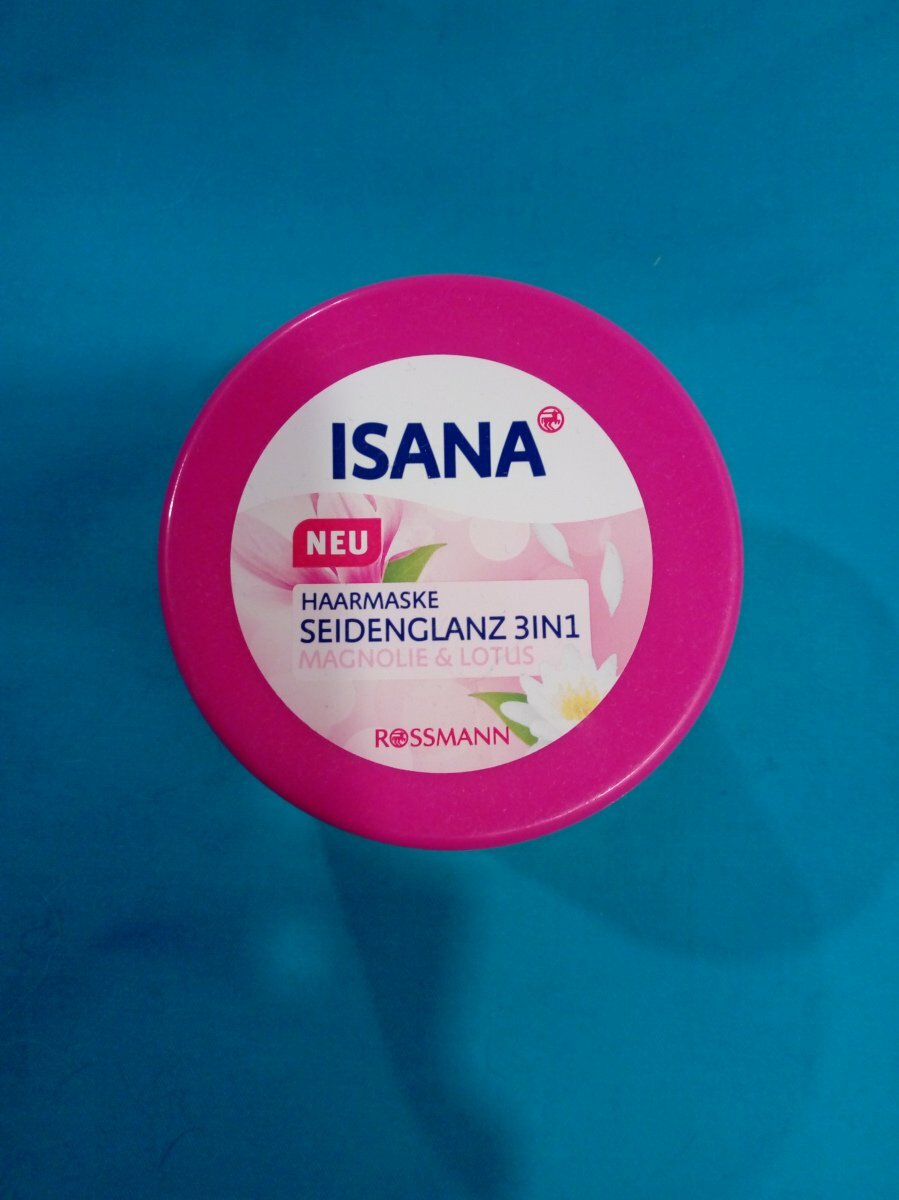 ISANA
NEU
HAARMASKE
SEIDENGLANZ 3IN1
MAGNOLIE & LOTUS
ROSSMANN